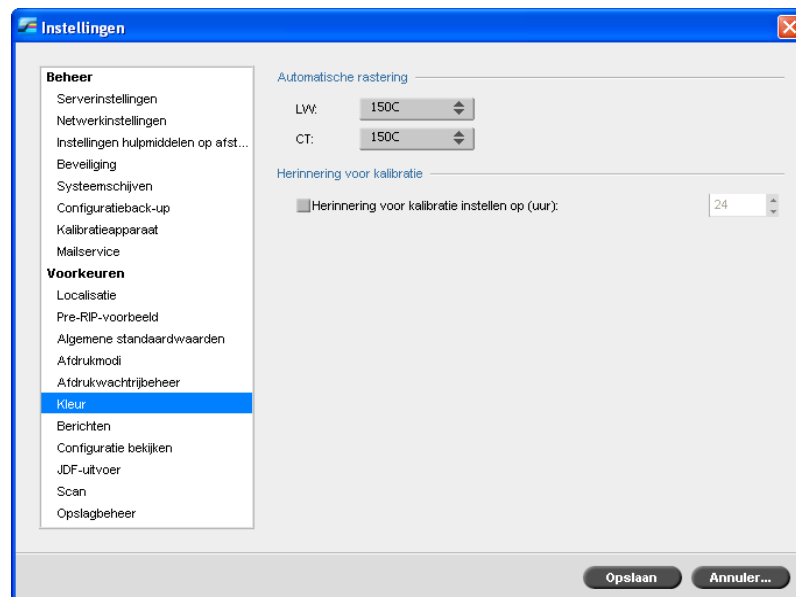 Instellingen
Beheer
Serverinstellingen
Netwerkinstellingen
Instellingen hulpmiddelen op afst...
Beveiliging
Systeemschijven
Configuratieback-up
Kalibratieapparaat
Mailservice
Voorkeuren
Localisatie
Pre-RIP-voorbeeld
Algemene standaardwaarden
Afdrukmodi
Afdrukwachtrijbeheer
Kleur
Berichten
Configuratie bekijken
JDF-uitvoer
Scan
Opslagbeheer
Automatische rastering
LW: 150C
CT: 150C
Herinnering voor kalibratie
Herinnering voor kalibratie instellen op (uur): 24
Opslaan Annuler...